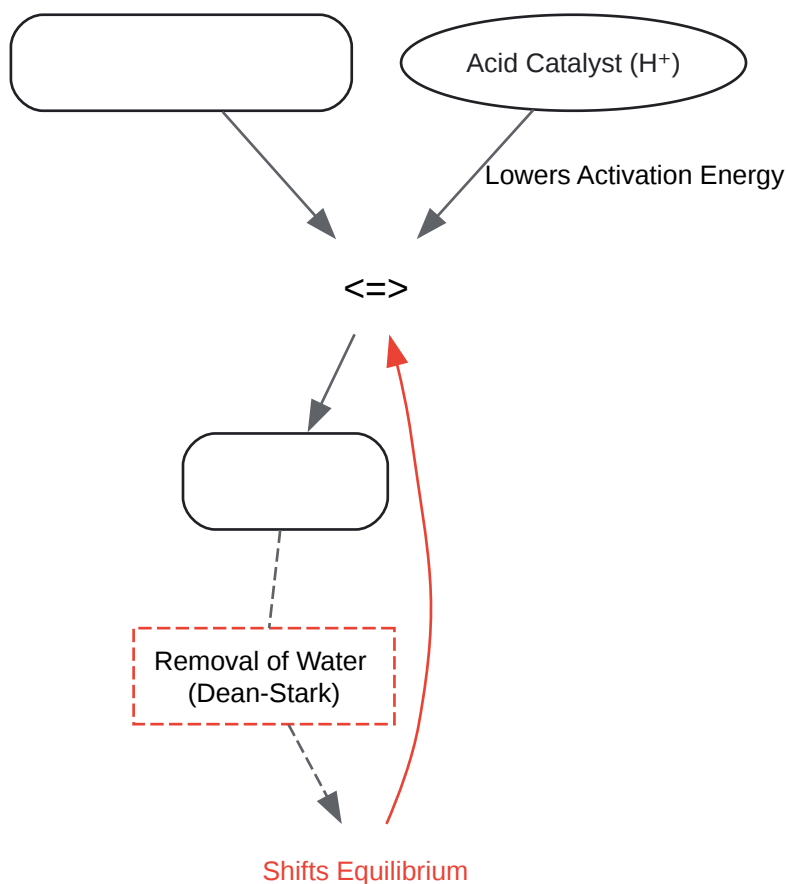 Acid Catalyst (H⁺)
Lowers Activation Energy
<=>
Removal of Water
(Dean-Stark)
Shifts Equilibrium